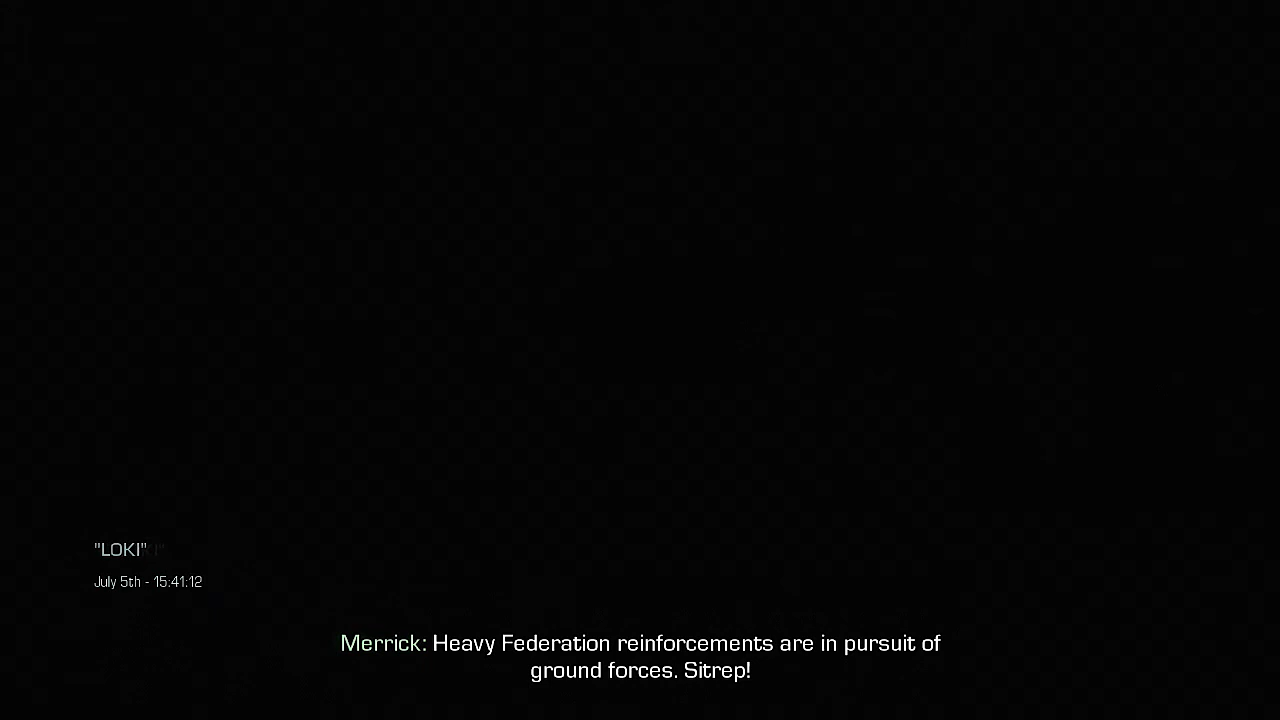 "LOKI"
July 5th - 15:41:12
Merrick: Heavy Federation reinforcements are in pursuit of
ground forces. Sitrep!